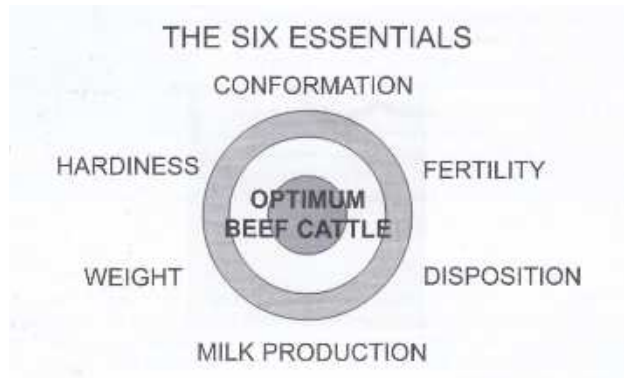 THE SIX ESSENTIALS
CONFORMATION
HARDINESS
FERTILITY
OPTIMUM
BEEF CATTLE
WEIGHT
DISPOSITION
MILK PRODUCTION